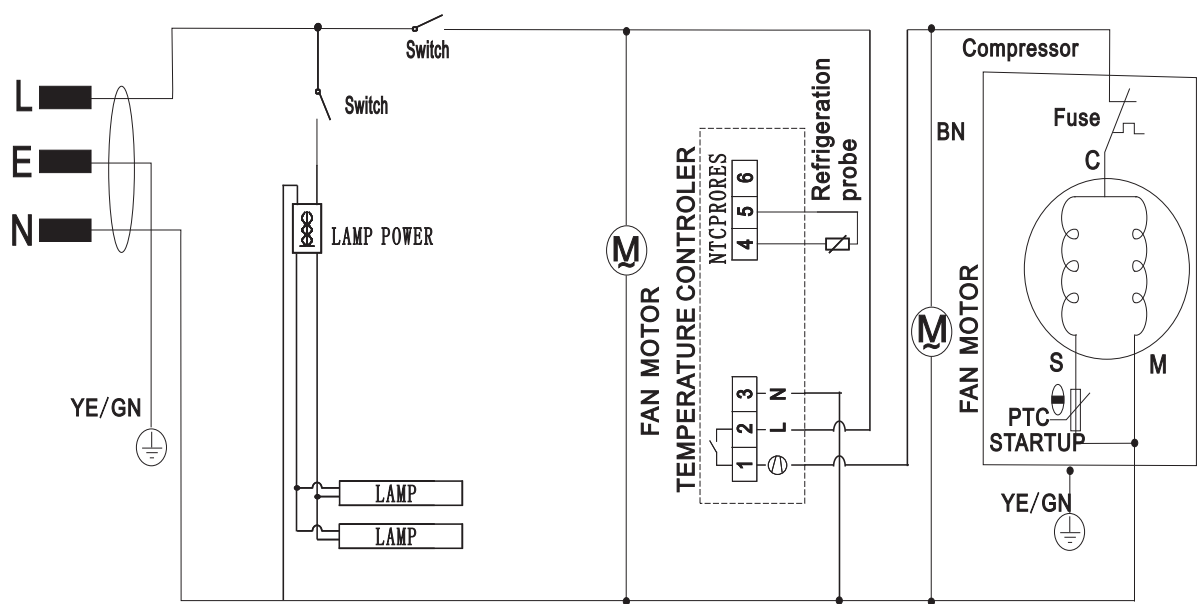 L
E
N
YE/GN
Switch
Switch
LAMP POWER
LAMP
LAMP
M
~
FAN MOTOR
TEMPERATURE CONTROLER
NTCPRORES
6
5
4
3
2
1
N
L
Refrigeration
probe
BN
M
~
FAN MOTOR
Compressor
Fuse
C
S
M
PTC
STARTUP
YE/GN